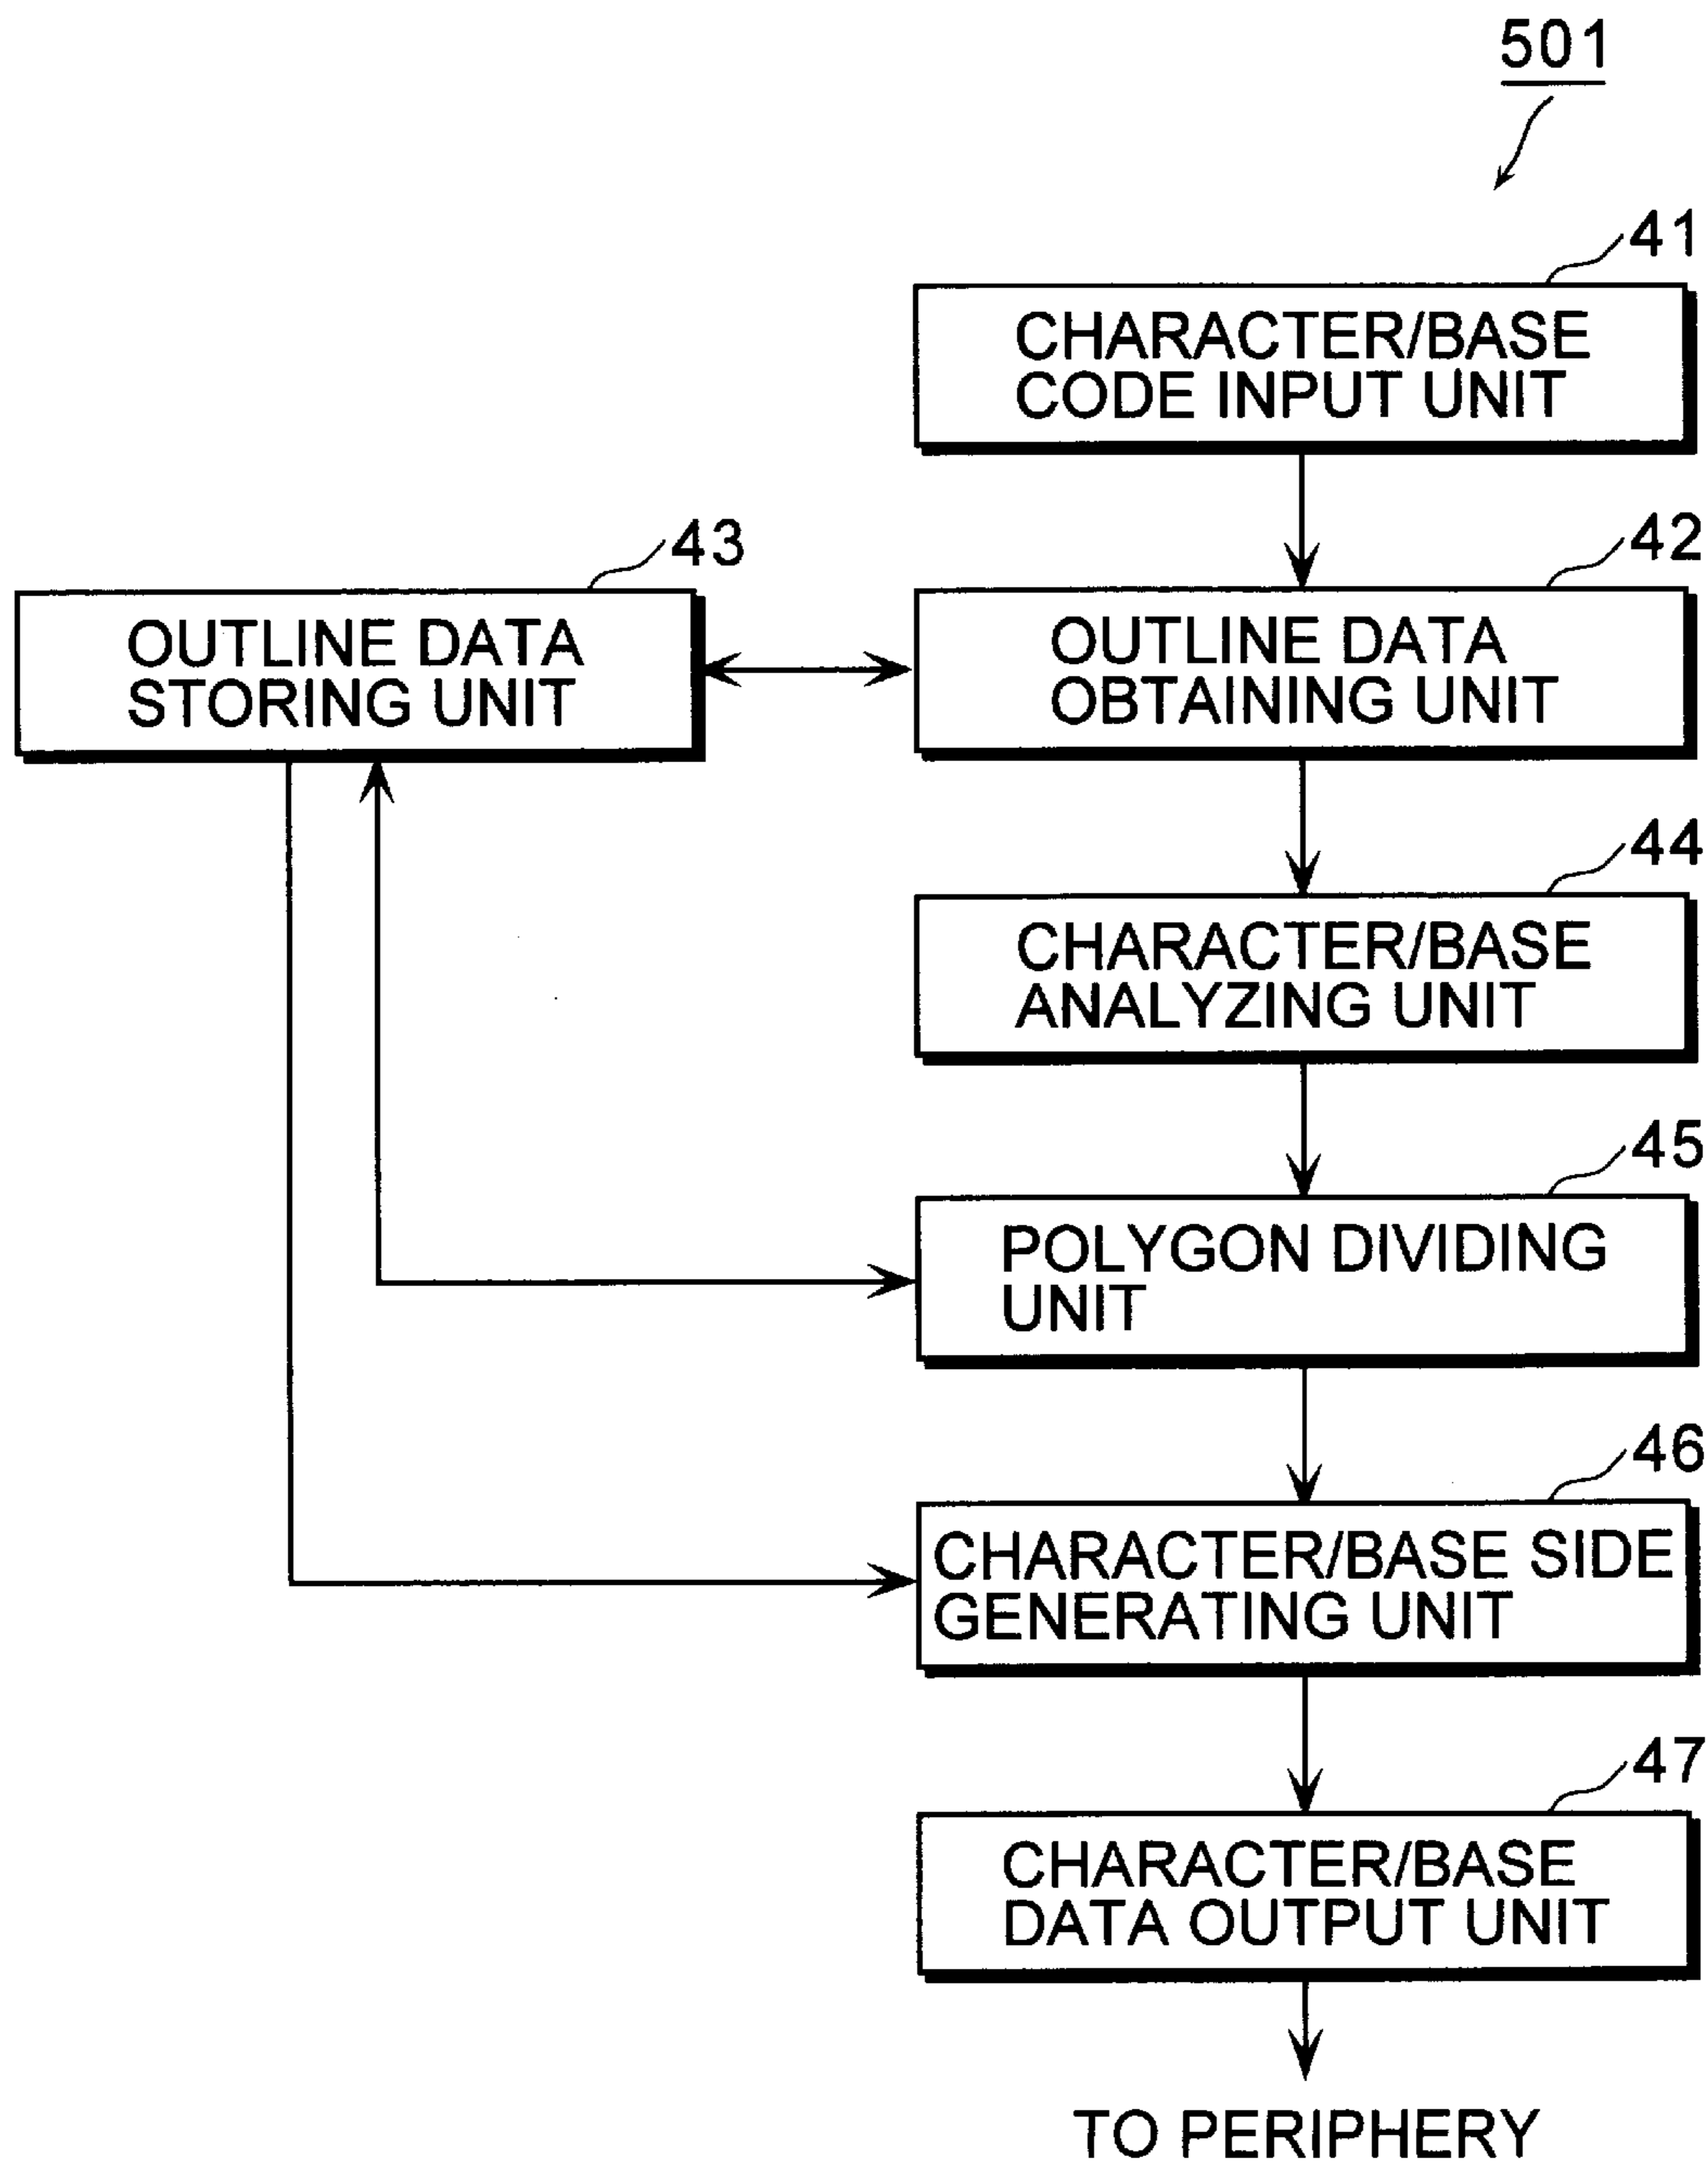 501
41
CHARACTER/BASE
CODE INPUT UNIT
43
OUTLINE DATA
STORING UNIT
42
OUTLINE DATA
OBTAINING UNIT
44
CHARACTER/BASE
ANALYZING UNIT
45
POLYGON DIVIDING
UNIT
46
CHARACTER/BASE SIDE
GENERATING UNIT
47
CHARACTER/BASE
DATA OUTPUT UNIT
TO PERIPHERY